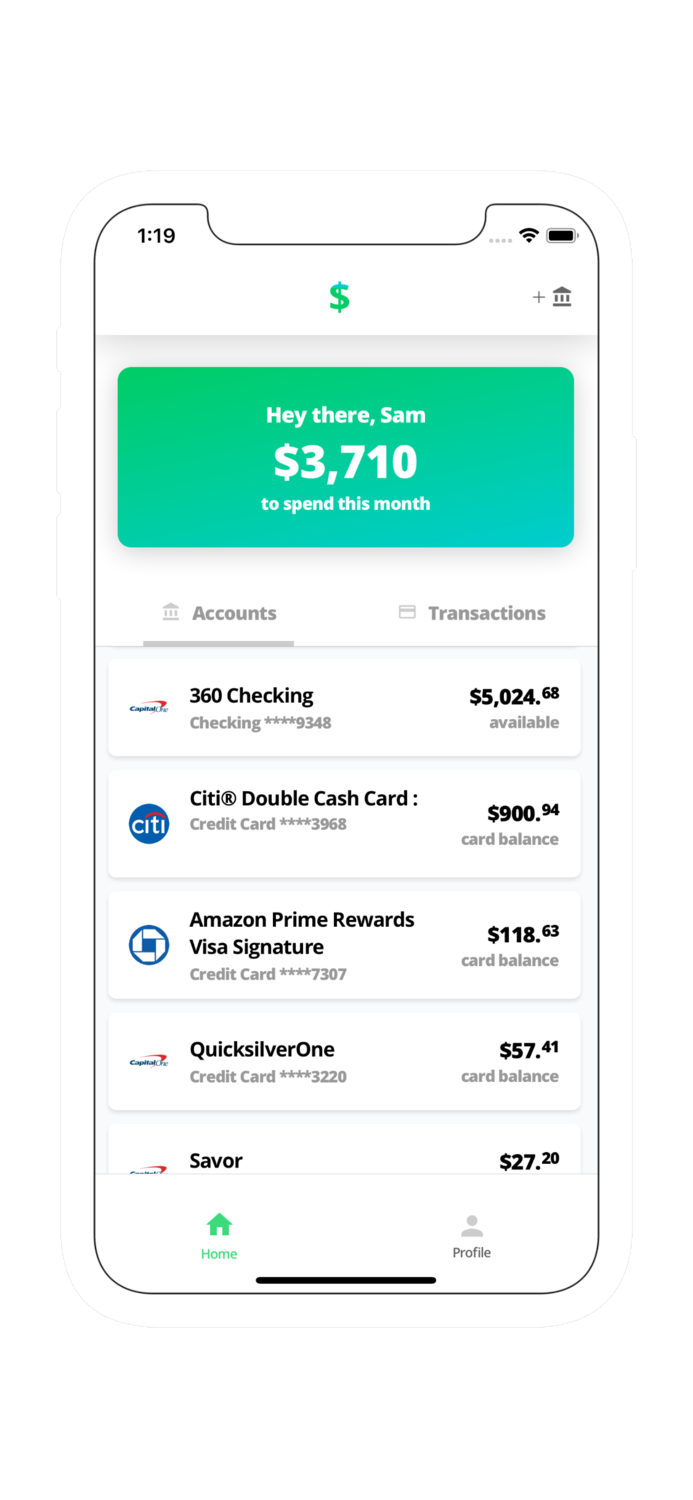 1:19
$
+
Hey there, Sam
$3,710
to spend this month
Accounts
Transactions
Capital One
360 Checking
$5,024.68
Checking ****9348
available
citi
Citi® Double Cash Card :
$900.94
Credit Card ****3968
card balance
Amazon Prime Rewards
Visa Signature
$118.63
Credit Card ****7307
card balance
Capital One
QuicksilverOne
$57.41
Credit Card ****3220
card balance
Savor
$27.20
Home
Profile